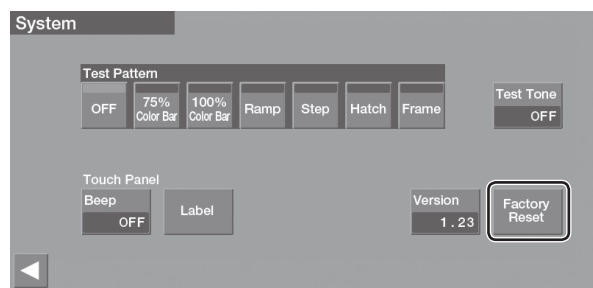 System
Test Pattern
OFF
75%
Color Bar
100%
Color Bar
Ramp
Step
Hatch
Frame
Test Tone
OFF
Touch Panel
Beep
OFF
Label
Version
1.23
Factory
Reset